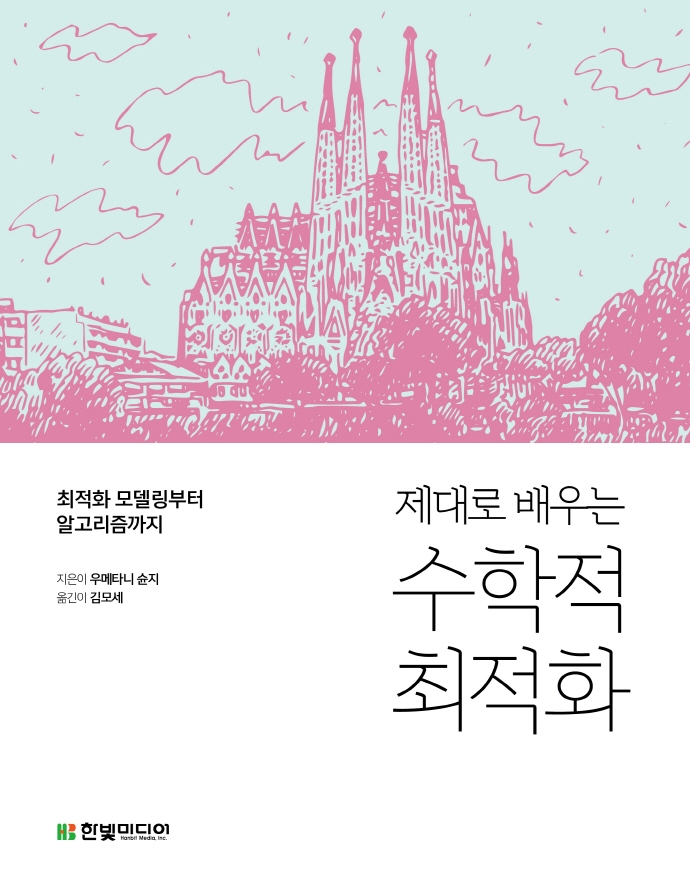 최적화 모델링부터
알고리즘까지
지은이 우메타니 슌지
옮긴이 김모세
제대로 배우는
수학적
최적화
HB 한빛미디어
Hanbit Media, Inc.